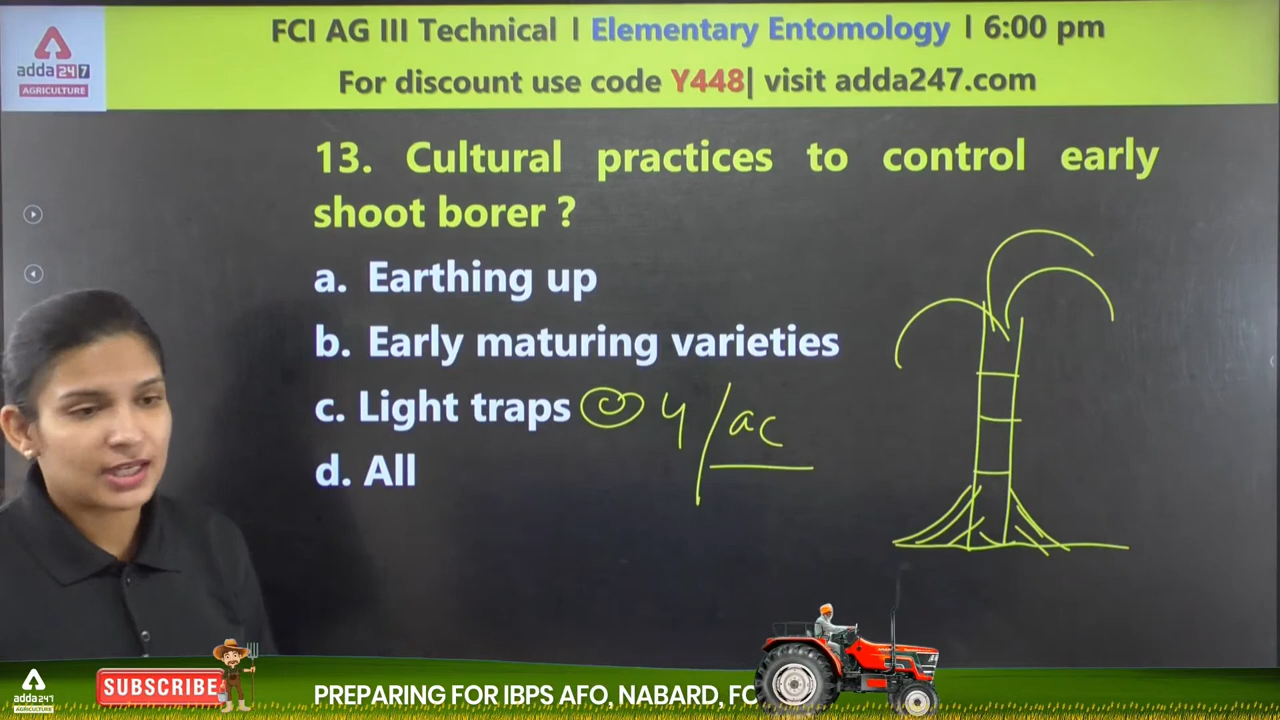 FCI AG III Technical I Elementary Entomology I 6:00 pm
For discount use code Y448| visit adda247.com
adda247
AGRICULTURE
13. Cultural practices to control early
shoot borer ?
a. Earthing up
b. Early maturing varieties
c. Light traps 4/ac
d. All
adda247
AGRICULTURE
SUBSCRIBE
PREPARING FOR IBPS AFO, NABARD, FC